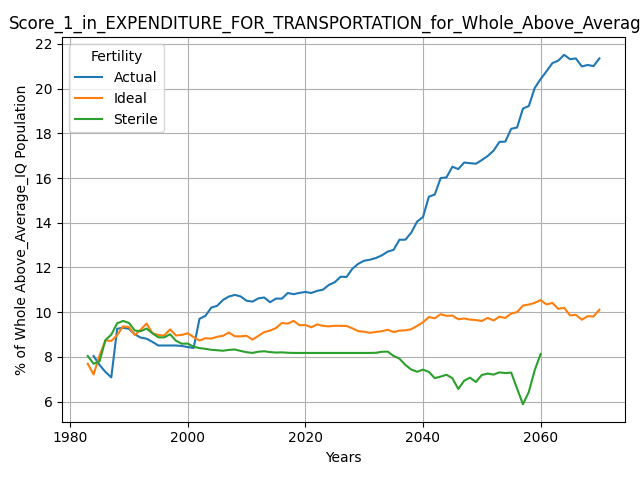 Score_1_in_EXPENDITURE_FOR_TRANSPORTATION_for_Whole_Above_Averag
Fertility
Actual
Ideal
Sterile
% of Whole Above_Average_IQ Population
22
20
18
16
14
12
10
8
6
1980 2000 2020 2040 2060
Years